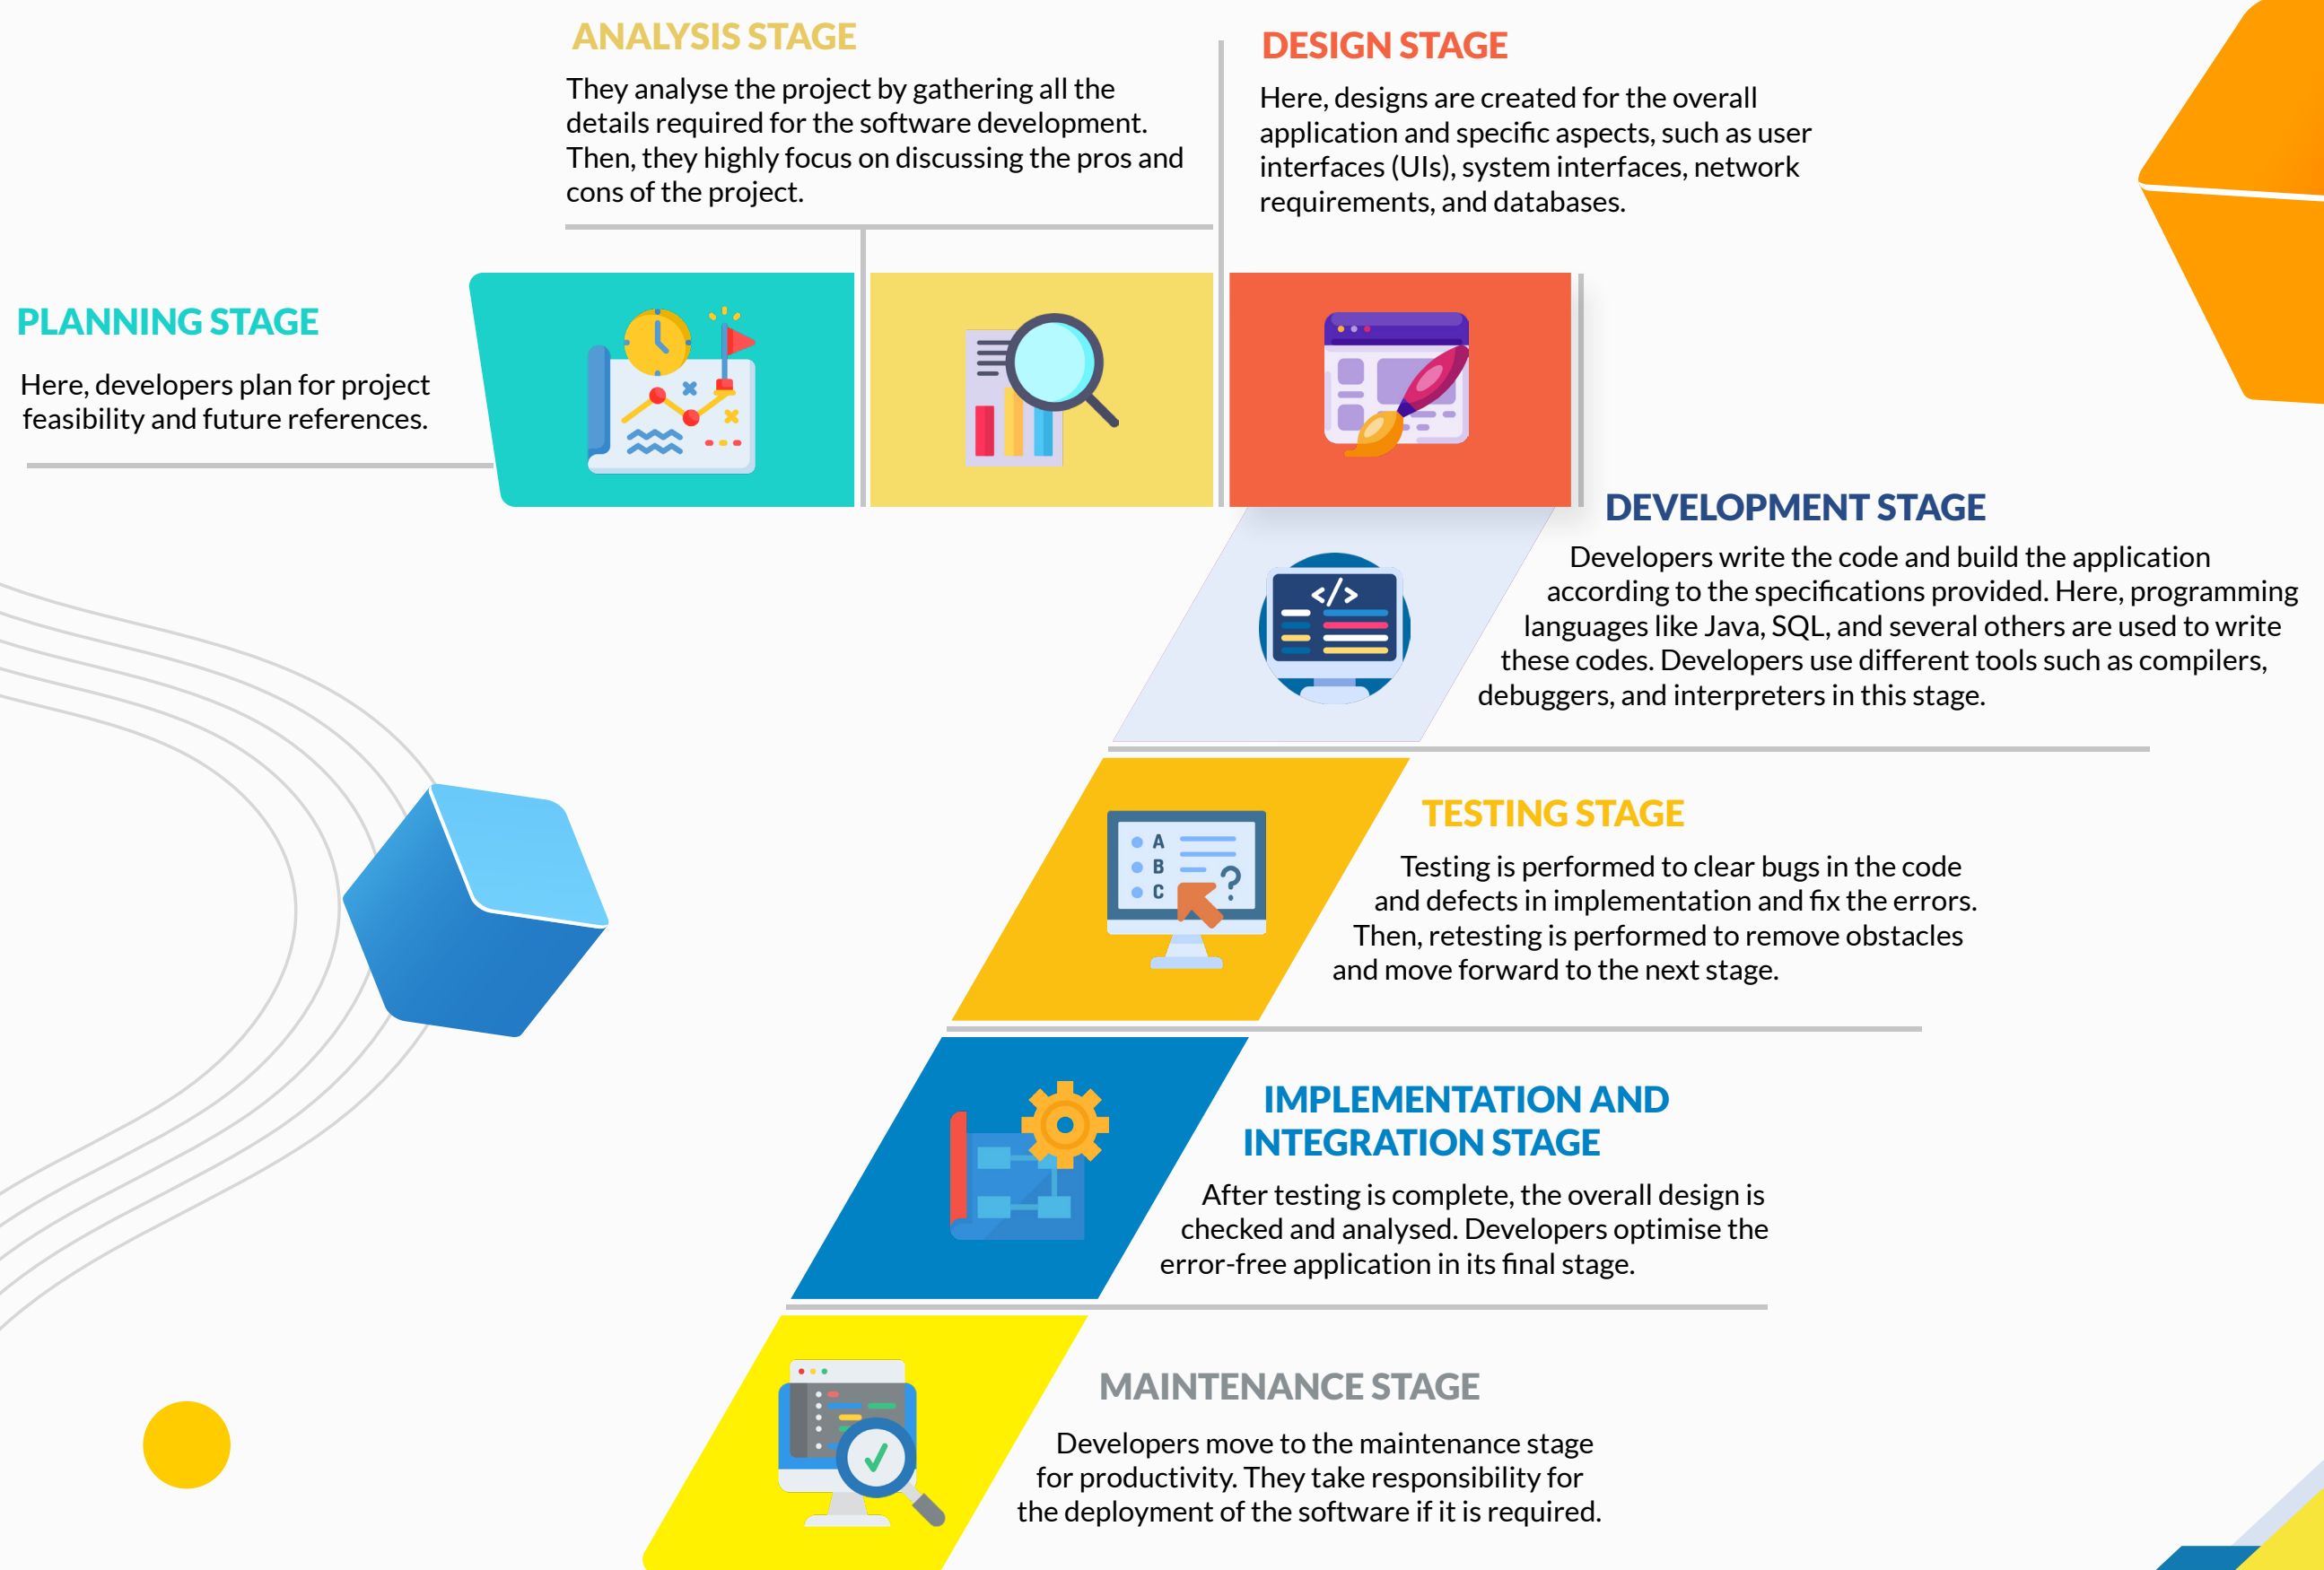 PLANNING STAGE
Here, developers plan for project
feasibility and future references.
ANALYSIS STAGE
They analyse the project by gathering all the
details required for the software development.
Then, they highly focus on discussing the pros and
cons of the project.
DESIGN STAGE
Here, designs are created for the overall
application and specific aspects, such as user
interfaces (UIs), system interfaces, network
requirements, and databases.
</>
DEVELOPMENT STAGE
Developers write the code and build the application
according to the specifications provided. Here, programming
languages like Java, SQL, and several others are used to write
these codes. Developers use different tools such as compilers,
debuggers, and interpreters in this stage.
A
B
C
?
TESTING STAGE
Testing is performed to clear bugs in the code
and defects in implementation and fix the errors.
Then, retesting is performed to remove obstacles
and move forward to the next stage.
IMPLEMENTATION AND
INTEGRATION STAGE
After testing is complete, the overall design is
checked and analysed. Developers optimise the
error-free application in its final stage.
MAINTENANCE STAGE
Developers move to the maintenance stage
for productivity. They take responsibility for
the deployment of the software if it is required.